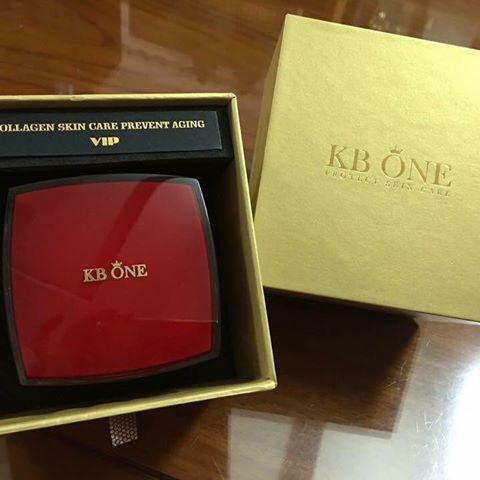 OLLAGEN SKIN CARE PREVENT AGING
VIP
KB ONE
KB ONE
PROTECT SKIN CARE